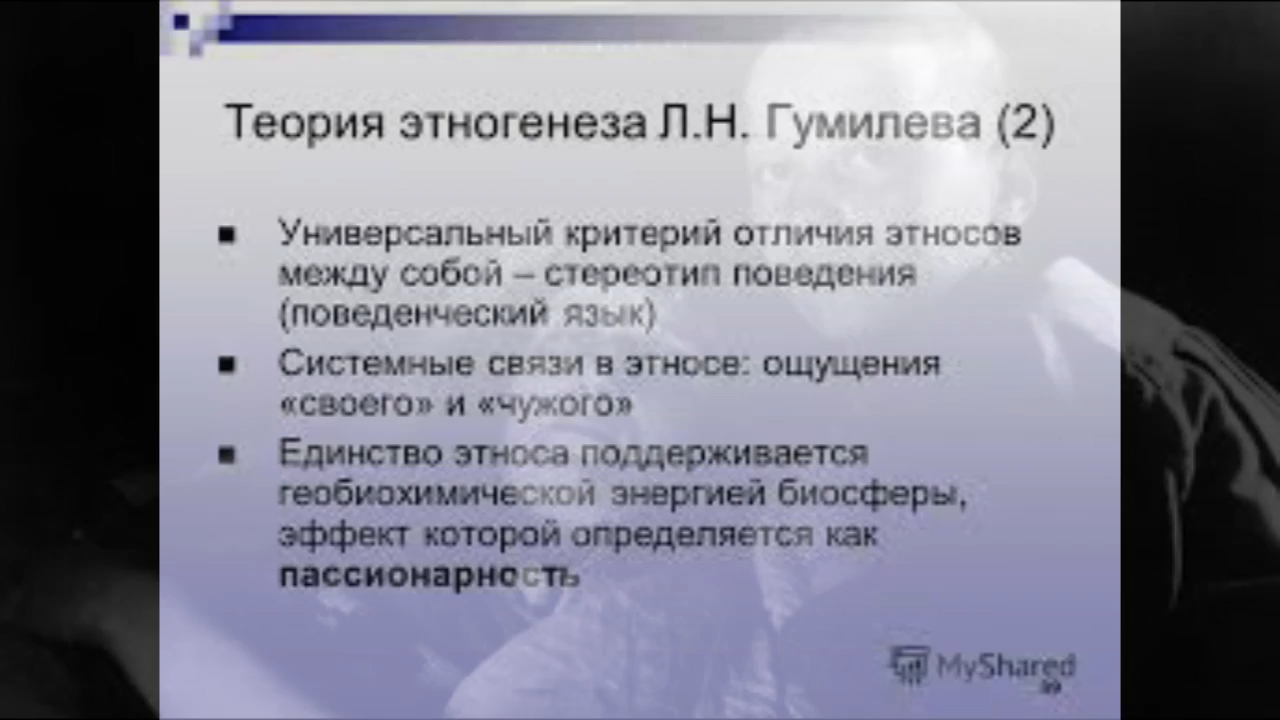 Теория этногенеза Л.Н. Гумилева (2)
Универсальный критерий отличия этносов
между собой – стереотип поведения
(поведенческий язык)
Системные связи в этносе: ощущения
«своего» и «чужого»
Единство этноса поддерживается
геобиохимической энергией биосферы,
эффект которой определяется как
пассионарность
MyShared